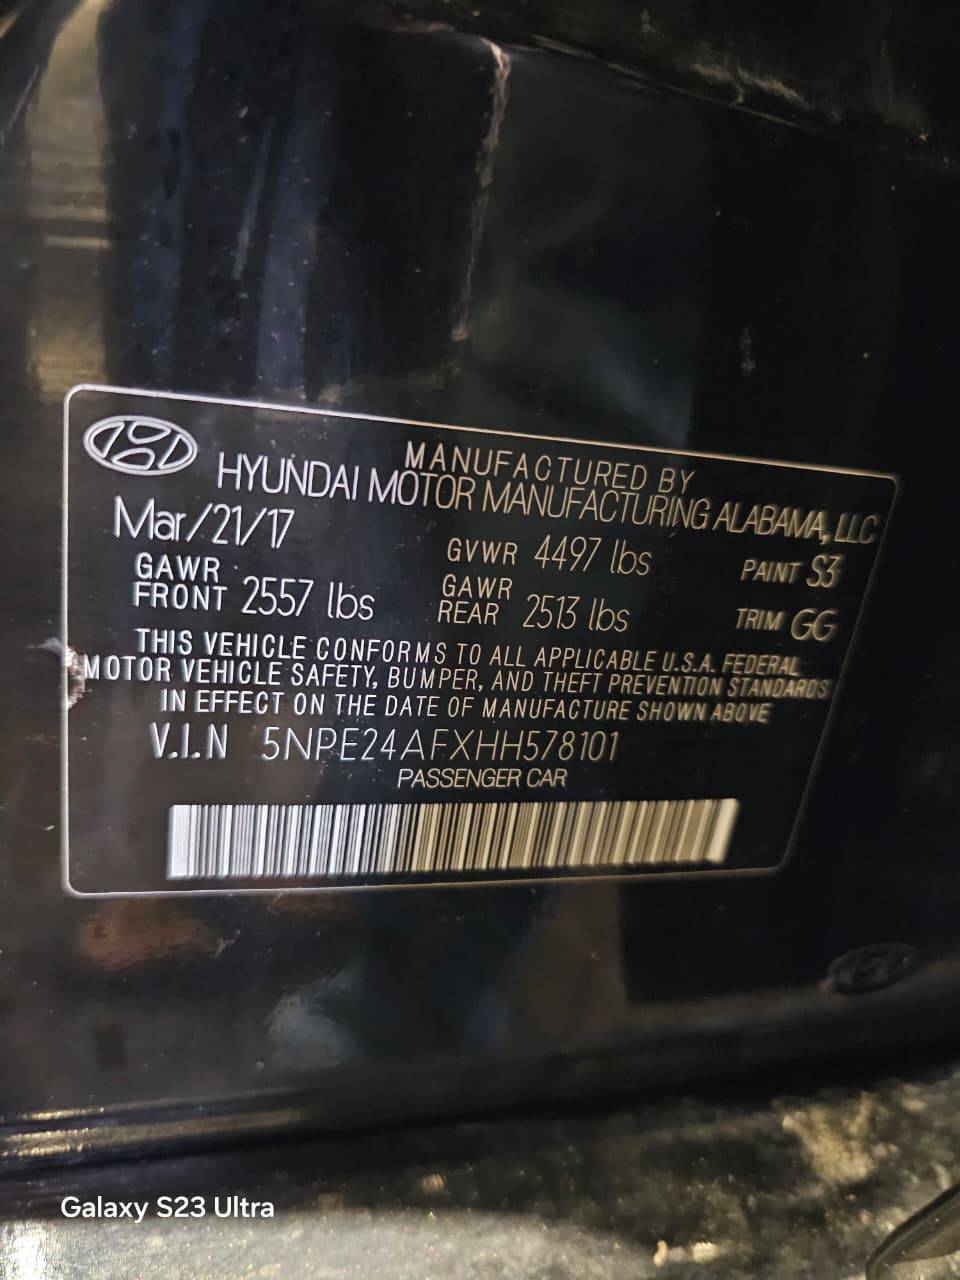 MANUFACTURED BY
HYUNDAI MOTOR MANUFACTURING ALABAMA, LLC
Mar/21/17 GVWR 4497 lbs PAINT S3
GAWR FRONT 2557 lbs GAWR REAR 2513 lbs TRIM GG
THIS VEHICLE CONFORMS TO ALL APPLICABLE U.S.A. FEDERAL
MOTOR VEHICLE SAFETY, BUMPER, AND THEFT PREVENTION STANDARDS
IN EFFECT ON THE DATE OF MANUFACTURE SHOWN ABOVE
V.I.N 5NPE24AFXHH578101
PASSENGER CAR
Galaxy S23 Ultra